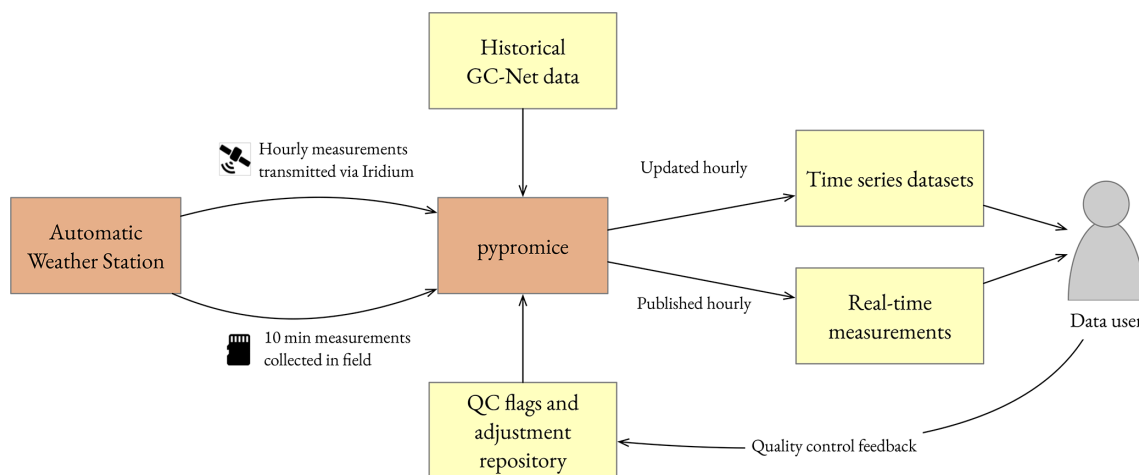 Historical
GC-Net data
Hourly measurements
transmitted via Iridium
Updated hourly
Time series datasets
Automatic
Weather Station
pypromice
Published hourly
Real-time
measurements
Data user
10 min measurements
collected in field
QC flags and
adjustment
repository
Quality control feedback